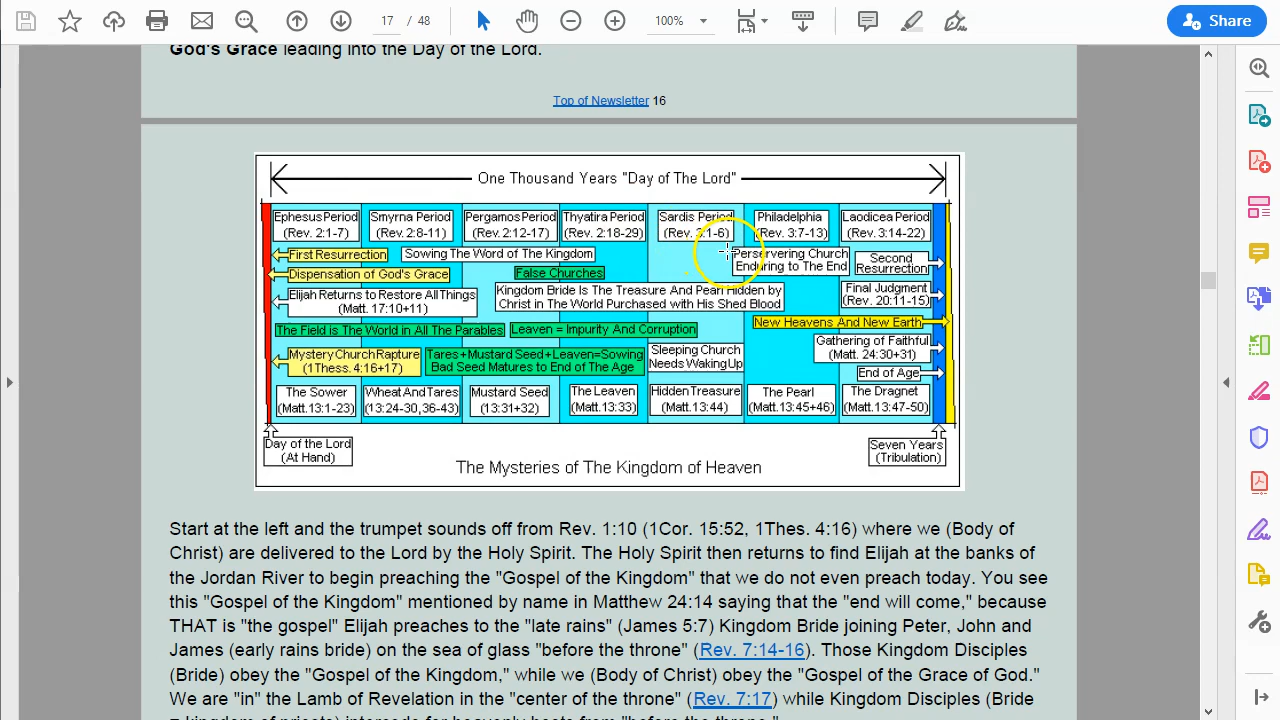 17 / 48
100%
Share
God's Grace leading into the Day of the Lord.
Top of Newsletter 16
One Thousand Years "Day of The Lord"
Ephesus Period
(Rev. 2:1-7)
Smyrna Period
(Rev. 2:8-11)
Pergamos Period
(Rev. 2:12-17)
Thyatira Period
(Rev. 2:18-29)
Sardis Period
(Rev. 3:1-6)
Philadelphia
(Rev. 3:7-13)
Laodicea Period
(Rev. 3:14-22)
First Resurrection
Sowing The Word of The Kingdom
Perservering Church
Enduring to The End
Second
Resurrection
Dispensation of God's Grace
False Churches
Elijah Returns to Restore All Things
(Matt. 17:10+11)
Kingdom Bride Is The Treasure And Pearl Hidden by
Christ in The World Purchased with His Shed Blood
Final Judgment
(Rev. 20:11-15)
The Field is The World in All The Parables
Leaven = Impurity And Corruption
New Heavens And New Earth
Mystery Church Rapture
(1Thess. 4:16+17)
Tares+Mustard Seed+Leaven=Sowing
Bad Seed Matures to End of The Age
Sleeping Church
Needs Waking Up
Gathering of Faithful
(Matt. 24:30+31)
End of Age
The Sower
(Matt.13:1-23)
Wheat And Tares
(13:24-30,36-43)
Mustard Seed
(13:31+32)
The Leaven
(Matt.13:33)
Hidden Treasure
(Matt.13:44)
The Pearl
(Matt.13:45+46)
The Dragnet
(Matt.13:47-50)
Day of the Lord
(At Hand)
Seven Years
(Tribulation)
The Mysteries of The Kingdom of Heaven
Start at the left and the trumpet sounds off from Rev. 1:10 (1Cor. 15:52, 1Thes. 4:16) where we (Body of
Christ) are delivered to the Lord by the Holy Spirit. The Holy Spirit then returns to find Elijah at the banks of
the Jordan River to begin preaching the "Gospel of the Kingdom" that we do not even preach today. You see
this "Gospel of the Kingdom" mentioned by name in Matthew 24:14 saying that the "end will come," because
THAT is "the gospel" Elijah preaches to the "late rains" (James 5:7) Kingdom Bride joining Peter, John and
James (early rains bride) on the sea of glass "before the throne" (Rev. 7:14-16). Those Kingdom Disciples
(Bride) obey the "Gospel of the Kingdom," while we (Body of Christ) obey the "Gospel of the Grace of God."
We are "in" the Lamb of Revelation in the "center of the throne" (Rev. 7:17) while Kingdom Disciples (Bride
= kingdom of priests) intercede for heavenly hosts from "before the throne."